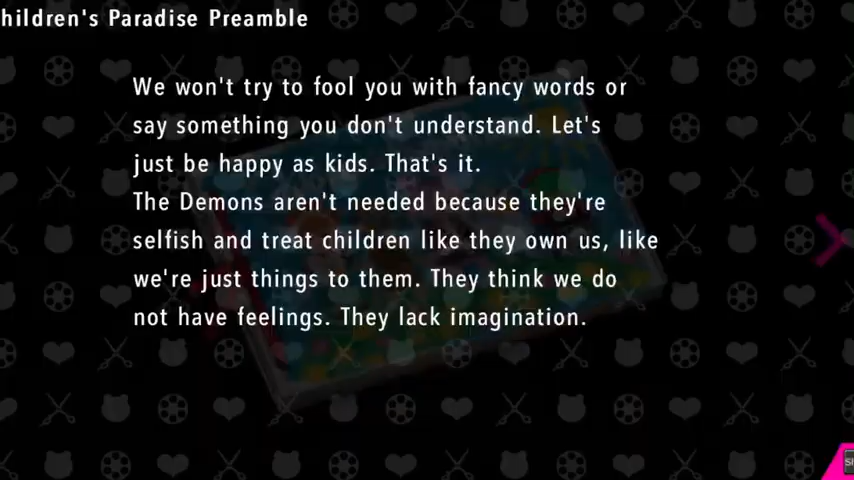 hildren's Paradise Preamble
We won't try to fool you with fancy words or
say something you don't understand. Let's
just be happy as kids. That's it.
The Demons aren't needed because they're
selfish and treat children like they own us, like
we're just things to them. They think we do
not have feelings. They lack imagination.